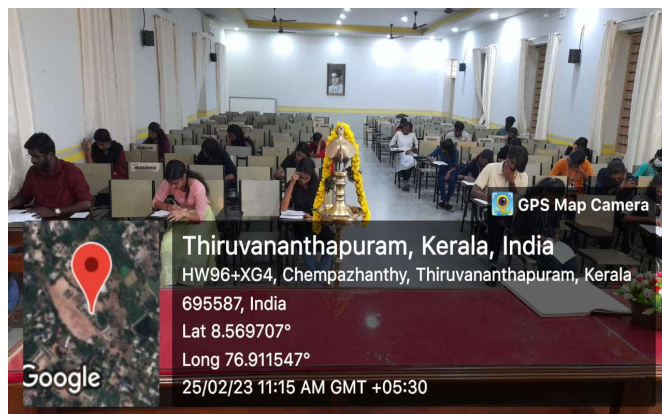 RESERVED
GPS Map Camera
Thiruvananthapuram, Kerala, India
HW96+XG4, Chempazhanthy, Thiruvananthapuram, Kerala
695587, India
Lat 8.569707°
Long 76.911547°
25/02/23 11:15 AM GMT +05:30
Google